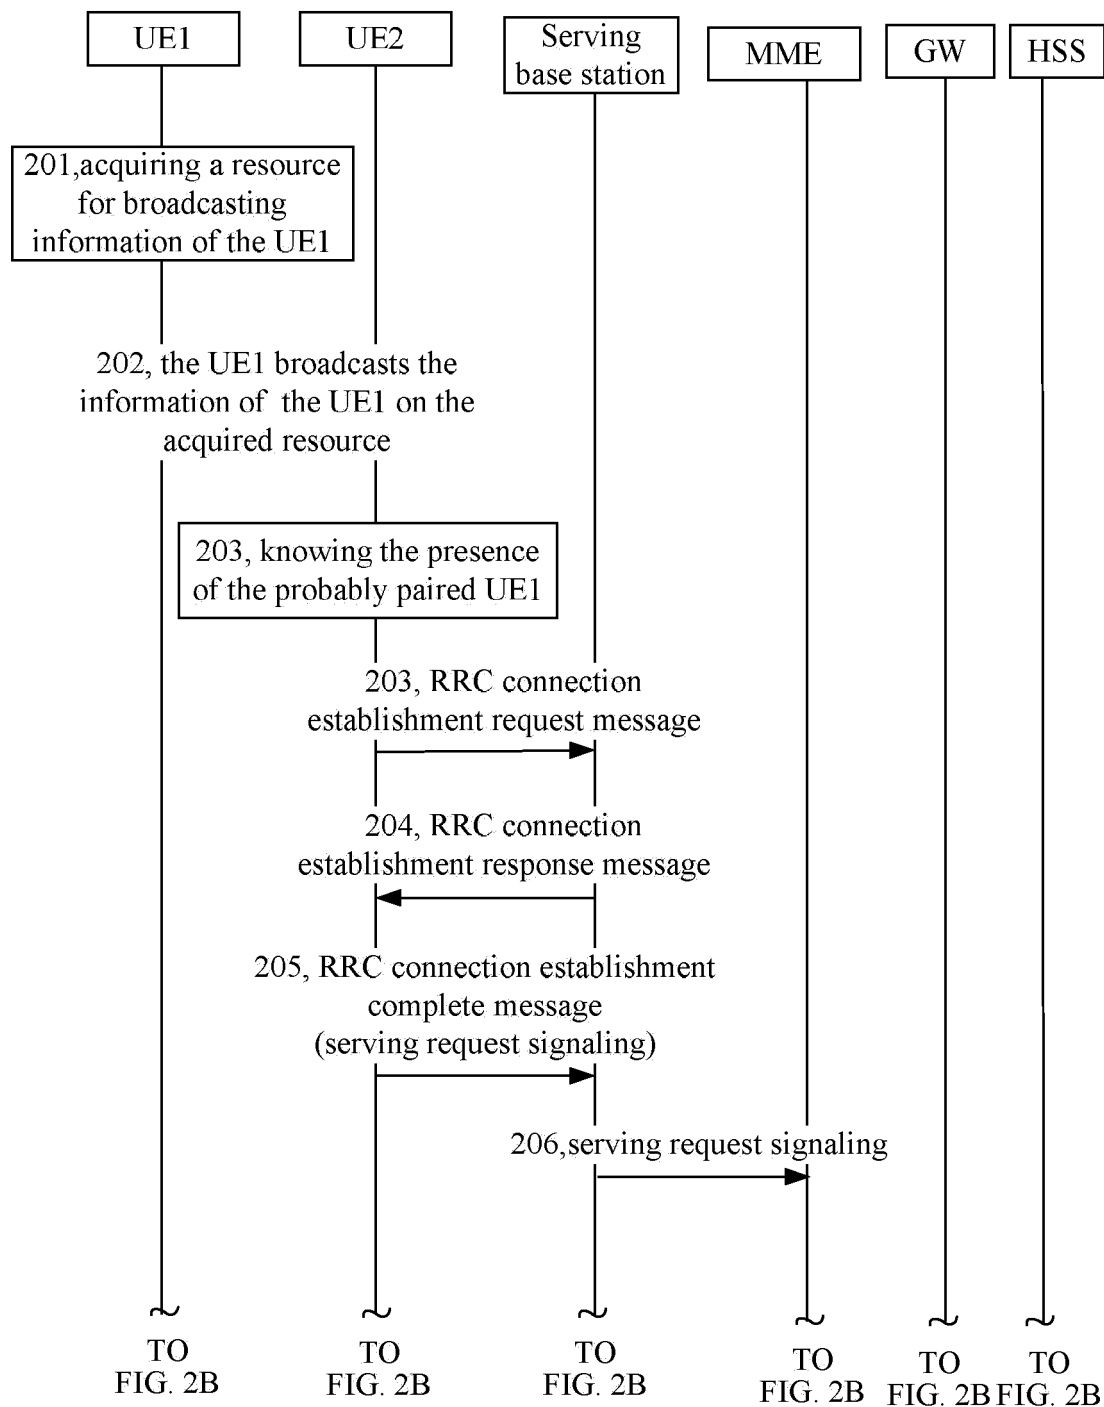 UE1
UE2
Serving
base station
MME
GW
HSS
201,acquiring a resource
for broadcasting
information of the UE1
202, the UE1 broadcasts the
information of the UE1 on the
acquired resource
203, knowing the presence
of the probably paired UE1
203, RRC connection
establishment request message
204, RRC connection
establishment response message
205, RRC connection establishment
complete message
(serving request signaling)
206,serving request signaling
TO
FIG. 2B
TO
FIG. 2B
TO
FIG. 2B
TO
FIG. 2B
TO
FIG. 2B
TO
FIG. 2B